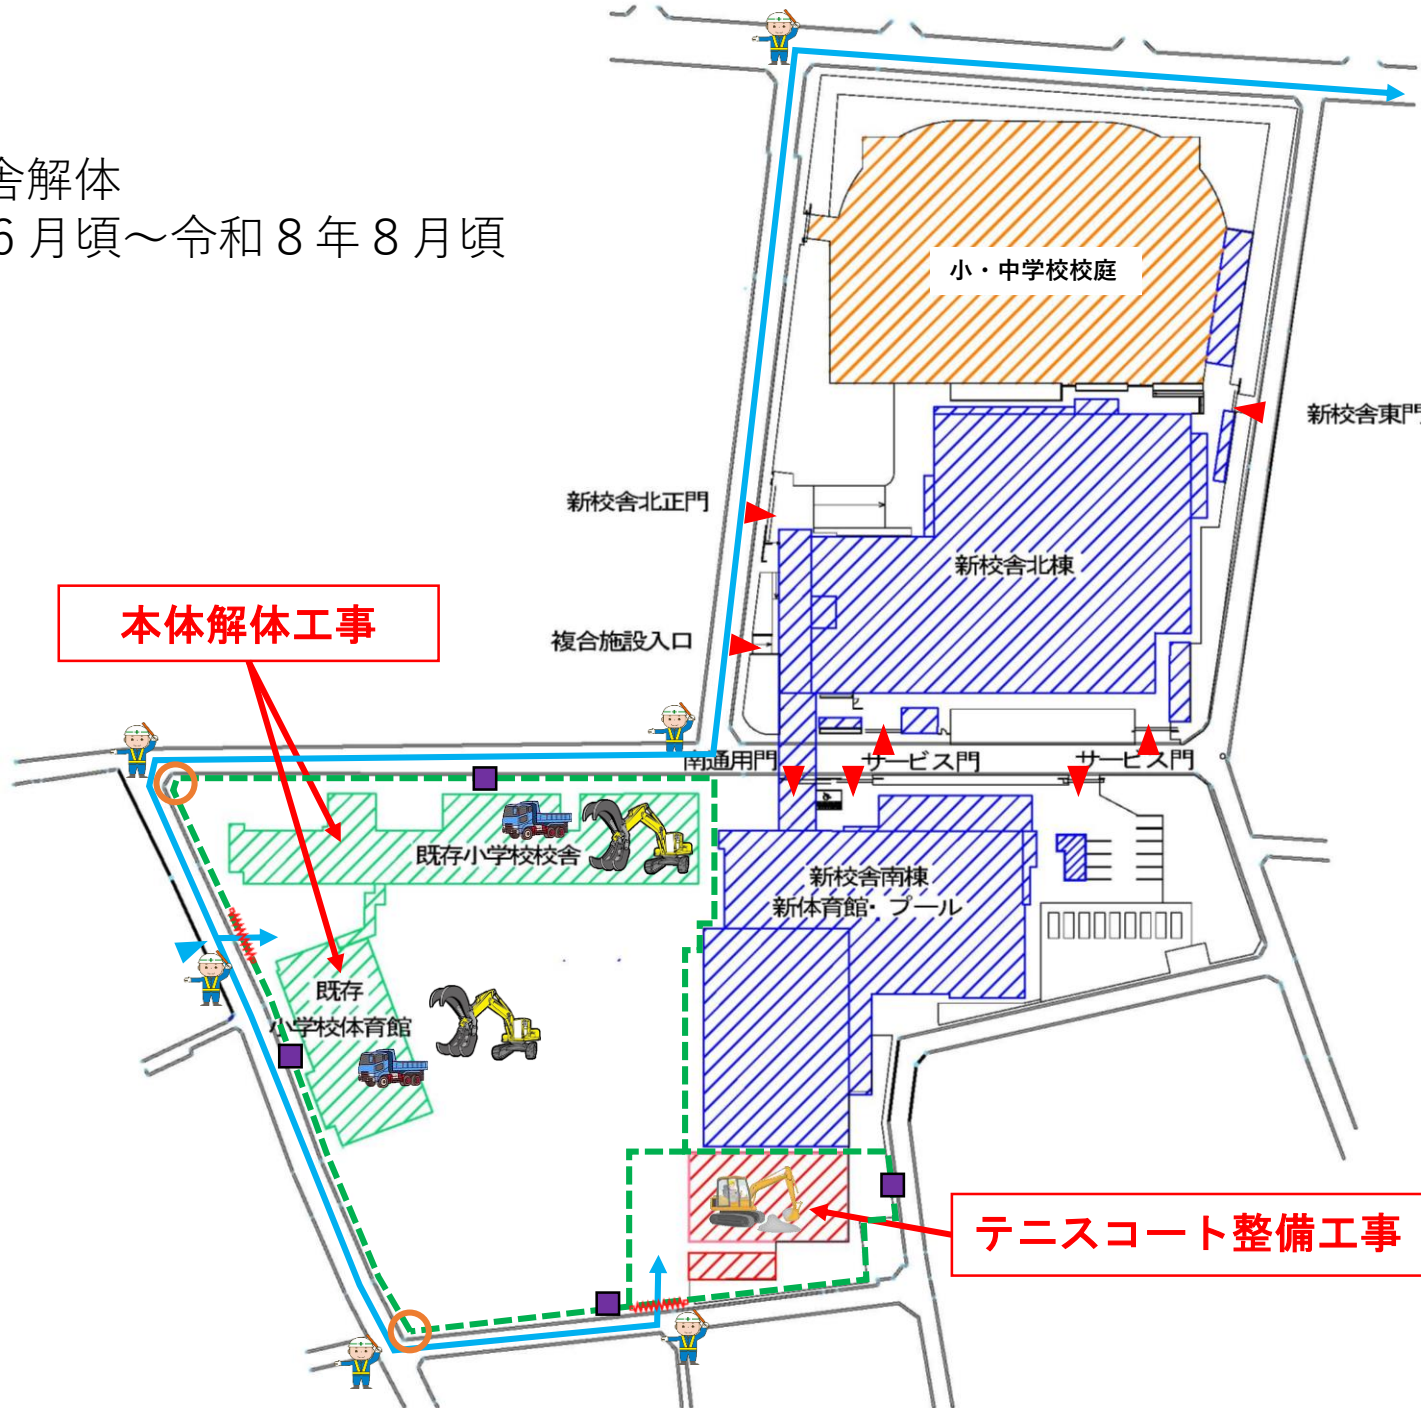 舎解体
6月頃～令和8年8月頃
小・中学校校庭
新校舎東門
新校舎北正門
新校舎北棟
本体解体工事
複合施設入口
南通用門
サービス門
サービス門
既存小学校校舎
新校舎南棟
新体育館・プール
既存
小学校体育館
テニスコート整備工事